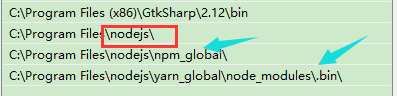 C:\Program Files (x86)\GtkSharp\2.12\bin
C:\Program Files\nodejs\
C:\Program Files\nodejs\npm_global\
C:\Program Files\nodejs\yarn_global\node_modules\.bin\